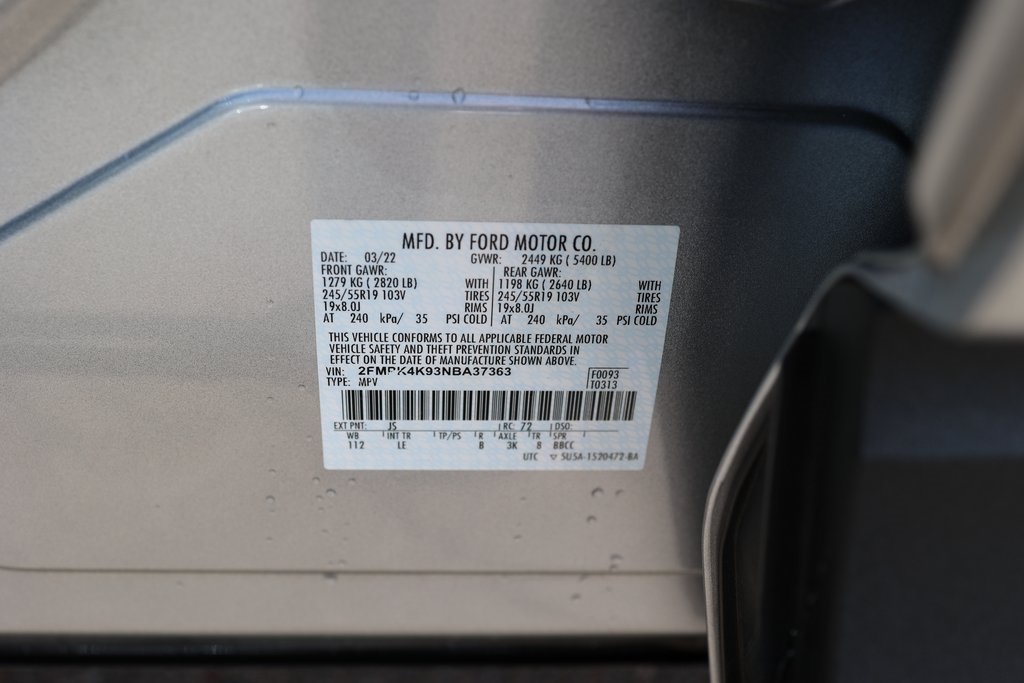 MFD. BY FORD MOTOR CO.
DATE: 03/22 GVWR: 2449 KG ( 5400 LB)
FRONT GAWR: REAR GAWR:
1279 KG ( 2820 LB) WITH 1198 KG ( 2640 LB) WITH
245/55R19 103V TIRES 245/55R19 103V TIRES
19x8.0J RIMS 19x8.0J RIMS
AT 240 kPa/ 35 PSI COLD AT 240 kPa/ 35 PSI COLD
THIS VEHICLE CONFORMS TO ALL APPLICABLE FEDERAL MOTOR
VEHICLE SAFETY AND THEFT PREVENTION STANDARDS IN
EFFECT ON THE DATE OF MANUFACTURE SHOWN ABOVE.
VIN: 2FMPK4K93NBA37363 F0093
TYPE: MPV T0313
EXT PNT: JS RC: 72 DSO:
WB INT TR TP/PS R AXLE TR SPR
112 LE B 3K 8 BBCC
UTC ▽ 5U5A-1520472-BA